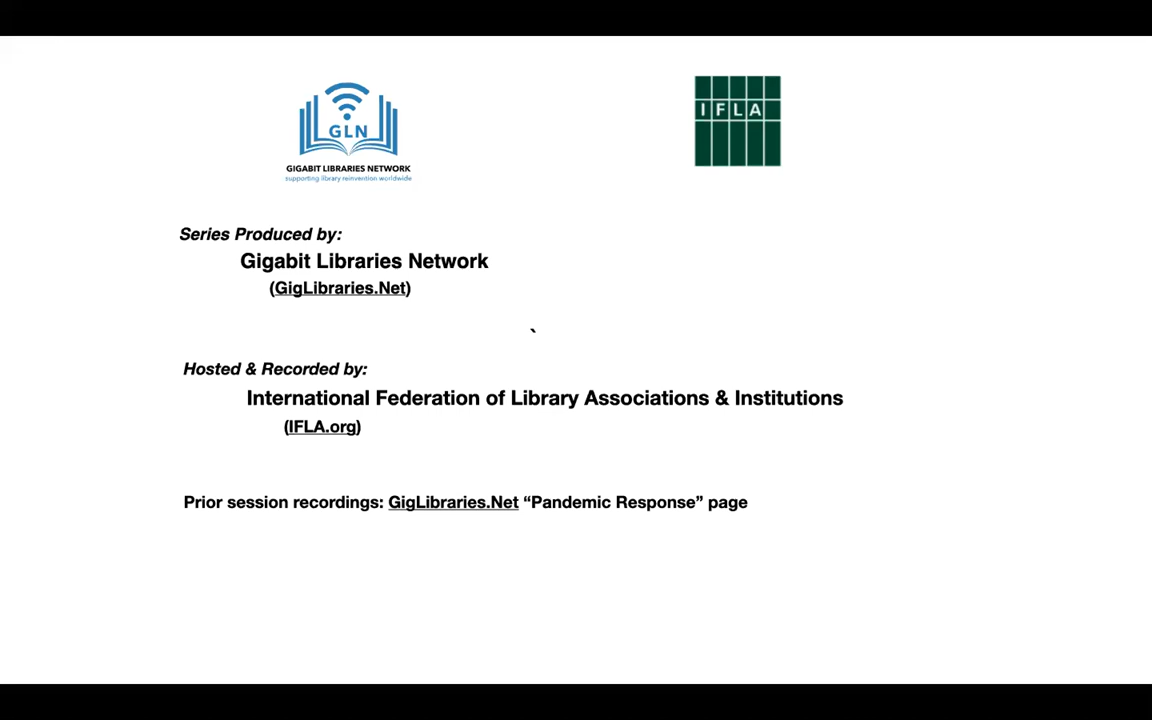 GLN
GIGABIT LIBRARIES NETWORK
supporting library reinvention worldwide
IFLA
Series Produced by:
Gigabit Libraries Network
(GigLibraries.Net)
`
Hosted & Recorded by:
International Federation of Library Associations & Institutions
(IFLA.org)
Prior session recordings: GigLibraries.Net “Pandemic Response” page